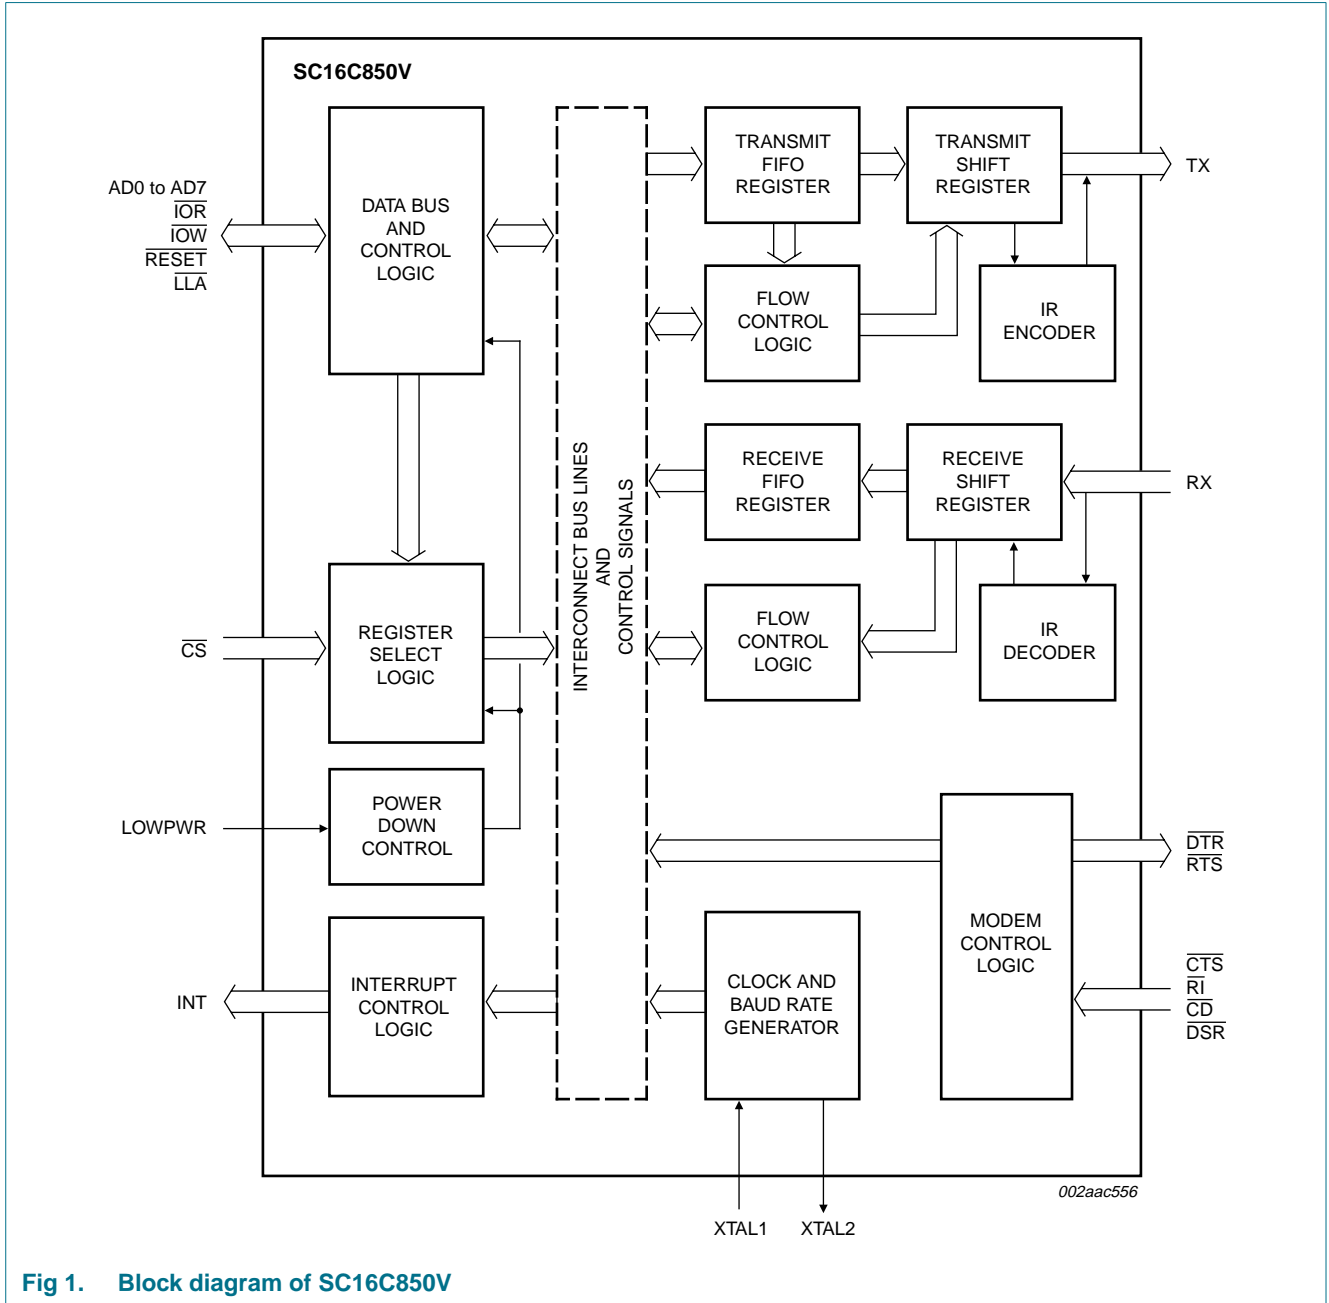 SC16C850V
AD0 to AD7
IOR
IOW
RESET
LLA
DATA BUS
AND
CONTROL
LOGIC
TRANSMIT
FIFO
REGISTER
TRANSMIT
SHIFT
REGISTER
TX
FLOW
CONTROL
LOGIC
IR
ENCODER
INTERCONNECT BUS LINES
AND
CONTROL SIGNALS
RECEIVE
FIFO
REGISTER
RECEIVE
SHIFT
REGISTER
RX
CS
REGISTER
SELECT
LOGIC
FLOW
CONTROL
LOGIC
IR
DECODER
LOWPWR
POWER
DOWN
CONTROL
DTR
RTS
MODEM
CONTROL
LOGIC
CTS
RI
CD
DSR
INT
INTERRUPT
CONTROL
LOGIC
CLOCK AND
BAUD RATE
GENERATOR
XTAL1
XTAL2
002aac556
Fig 1. Block diagram of SC16C850V